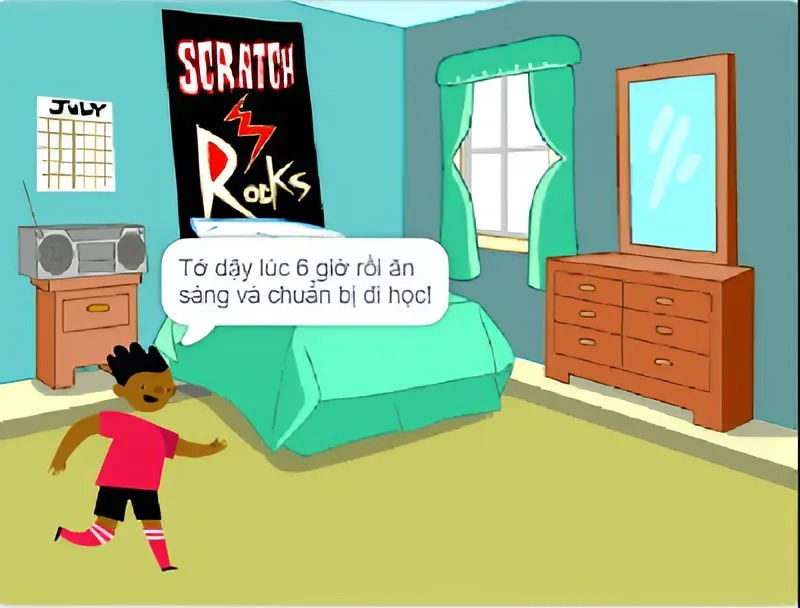 JULY
SCRATCH
Rocks
Tớ dậy lúc 6 giờ rồi ăn
sáng và chuẩn bị đi học!